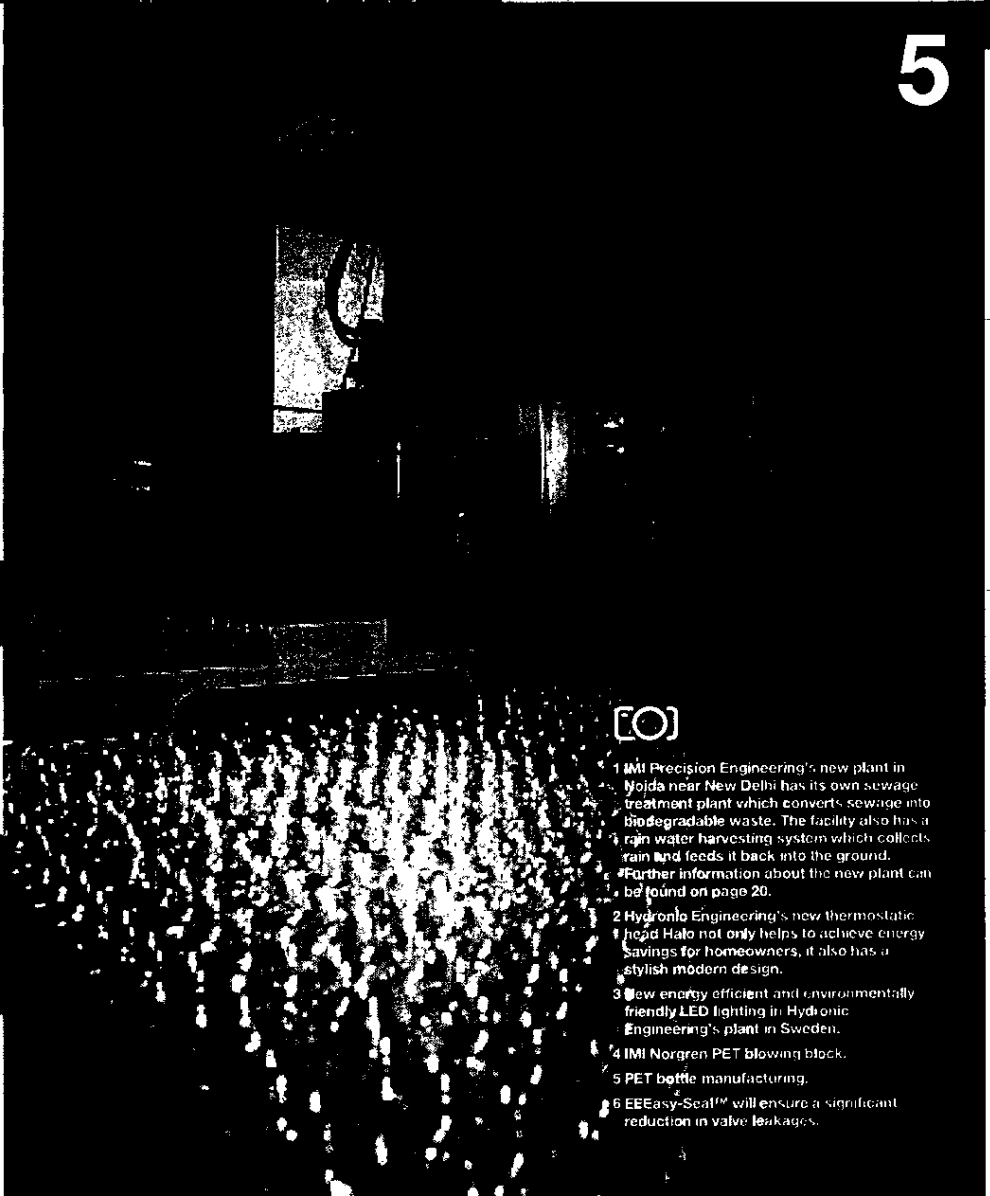 5
1 IMI Precision Engineering's new plant in
Noida near New Delhi has its own sewage
treatment plant which converts sewage into
biodegradable waste. The facility also has a
rain water harvesting system which collects
rain and feeds it back into the ground.
Further information about the new plant can
be found on page 20.
2 Hydronic Engineering's new thermostatic
head Halo not only helps to achieve energy
savings for homeowners, it also has a
stylish modern design.
3 New energy efficient and environmentally
friendly LED lighting in Hydronic
Engineering's plant in Sweden.
4 IMI Norgren PET blowing block.
5 PET bottle manufacturing.
6 EEEasy-Seal™ will ensure a significant
reduction in valve leakages.